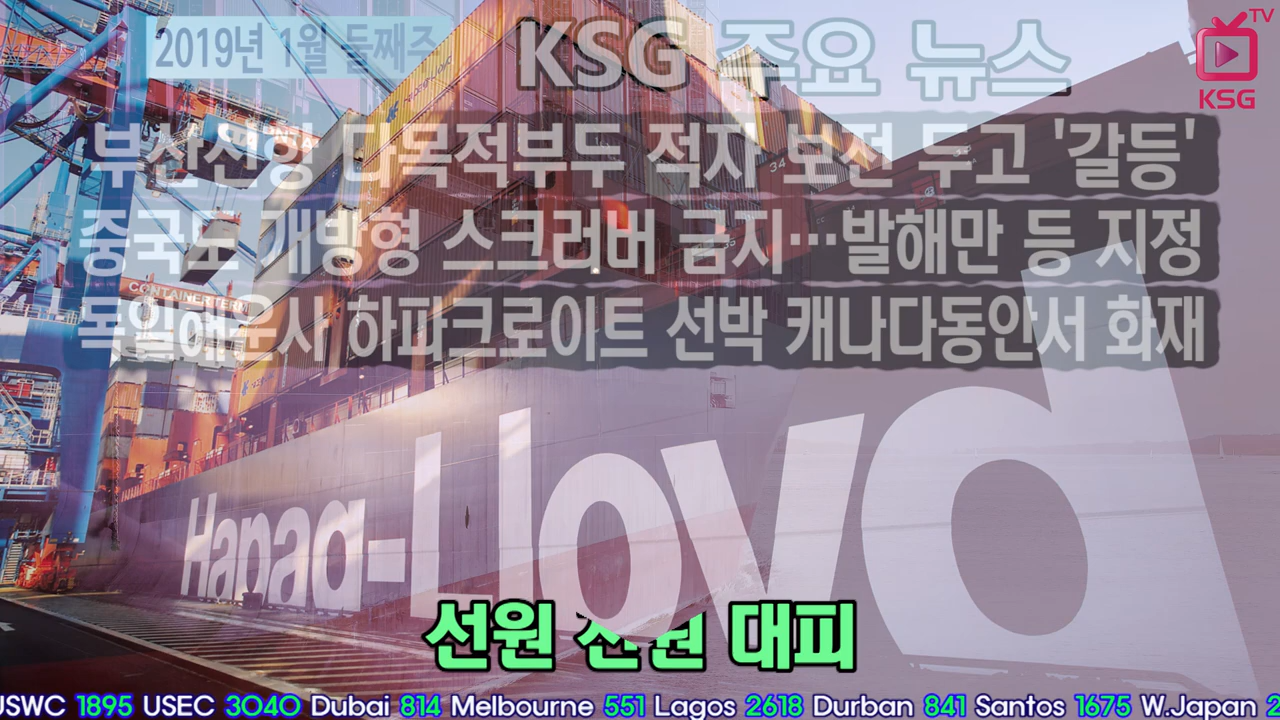 2019년 1월 둘째주
KSG 주요 뉴스
TV
KSG
부산신항 다목적부두 적자 보전 두고 '갈등'
중국도 개방형 스크러버 금지…발해만 등 지정
독일해운사 하파크로이트 선박 캐나다동안서 화재
CONTAINERTERM
Hapag-Lloyd
선원 전원 대피
USWC 1895 USEC 3040 Dubai 814 Melbourne 551 Lagos 2618 Durban 841 Santos 1675 W.Japan 2